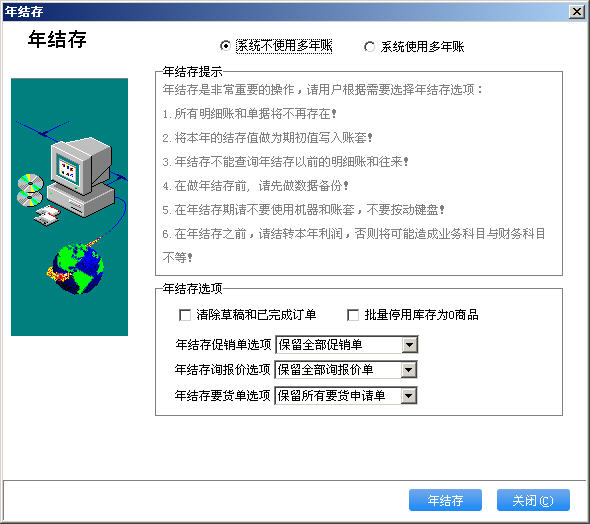 年结存
年结存
系统不使用多年账 系统使用多年账
年结存提示
年结存是非常重要的操作，请用户根据需要选择年结存选项：
1.所有明细账和单据将不再存在！
2.将本年的结存值做为期初值写入账套！
3.年结存不能查询年结存以前的明细账和往来！
4.在做年结存前, 请先做数据备份！
5.在年结存期请不要使用机器和账套，不要按动键盘！
6.在年结存之前，请结转本年利润，否则将可能造成业务科目与财务科目
不等！
年结存选项
清除草稿和已完成订单 批量停用库存为0商品
年结存促销单选项 保留全部促销单
年结存询报价选项 保留全部询报价单
年结存要货单选项 保留所有要货申请单
年结存 关闭(C)